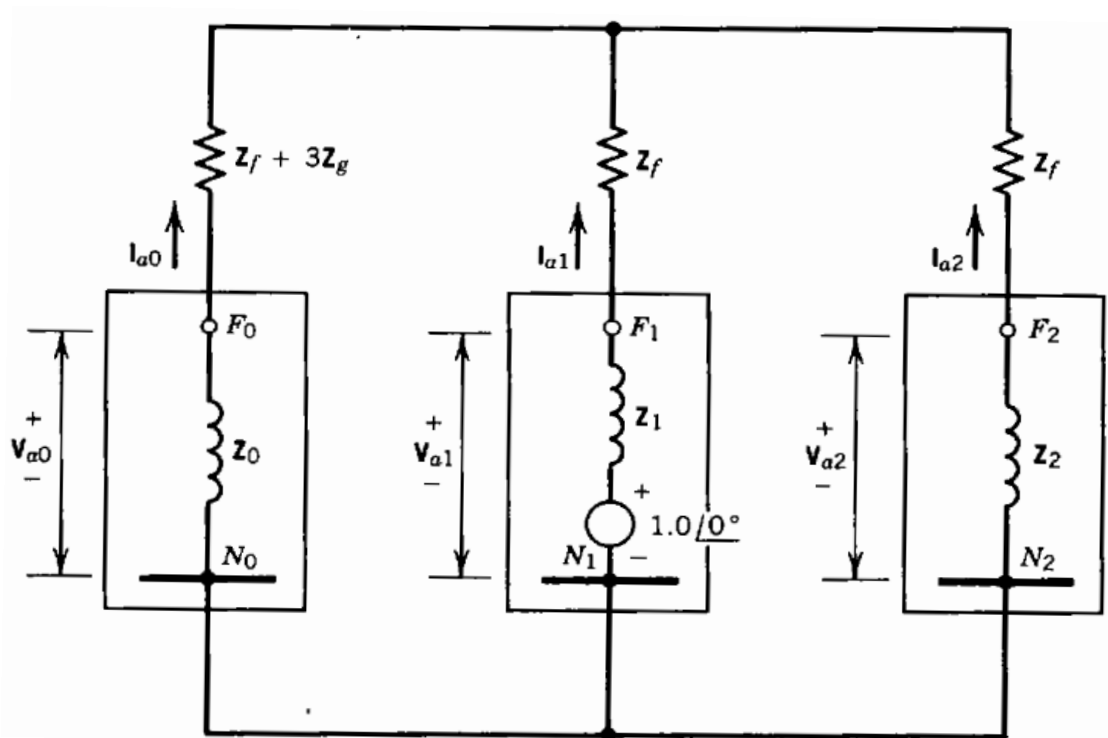 Z_f + 3Z_g
Z_f
Z_f
I_a0
I_a1
I_a2
F_0
F_1
F_2
+
V_a0
−
Z_0
+
V_a1
−
Z_1
+
1.0/0°
−
+
V_a2
−
Z_2
N_0
N_1
N_2